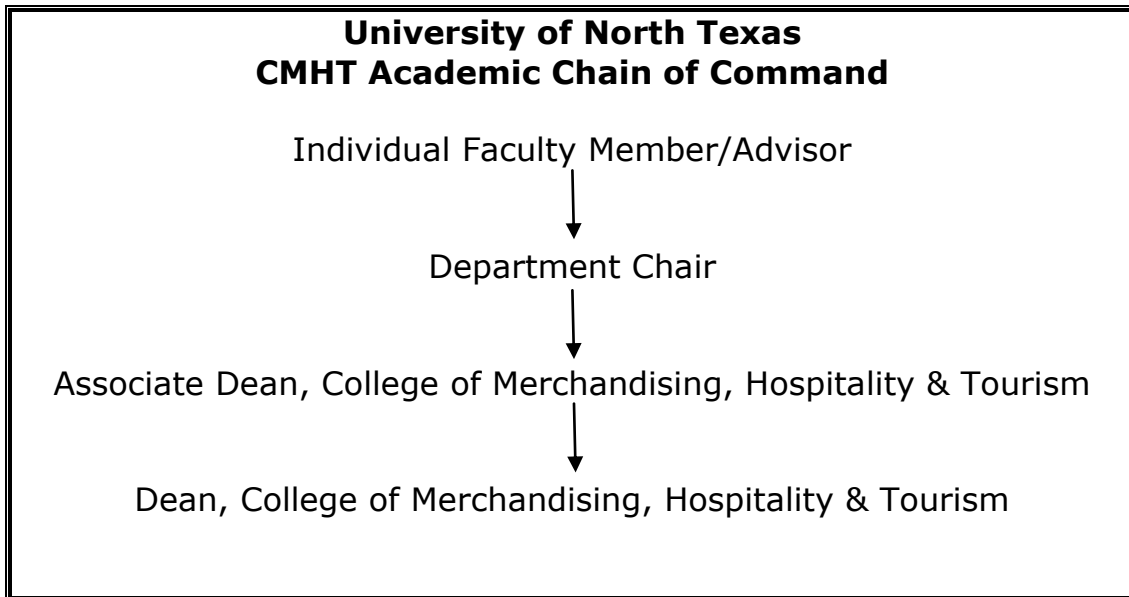 University of North Texas
CMHT Academic Chain of Command
Individual Faculty Member/Advisor
Department Chair
Associate Dean, College of Merchandising, Hospitality & Tourism
Dean, College of Merchandising, Hospitality & Tourism